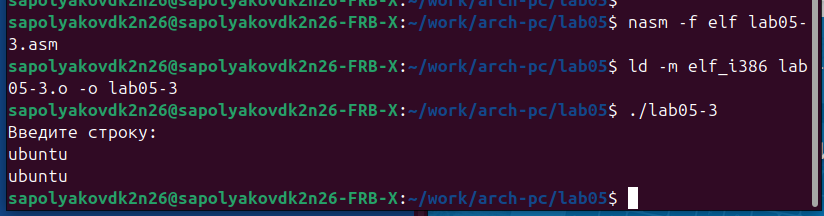 sapolyakovdk2n26@sapolyakovdk2n26-FRB-X:~/work/arch-pc/lab05$
sapolyakovdk2n26@sapolyakovdk2n26-FRB-X:~/work/arch-pc/lab05$ nasm -f elf lab05-
3.asm
sapolyakovdk2n26@sapolyakovdk2n26-FRB-X:~/work/arch-pc/lab05$ ld -m elf_i386 lab
05-3.o -o lab05-3
sapolyakovdk2n26@sapolyakovdk2n26-FRB-X:~/work/arch-pc/lab05$ ./lab05-3
Введите строку:
ubuntu
ubuntu
sapolyakovdk2n26@sapolyakovdk2n26-FRB-X:~/work/arch-pc/lab05$